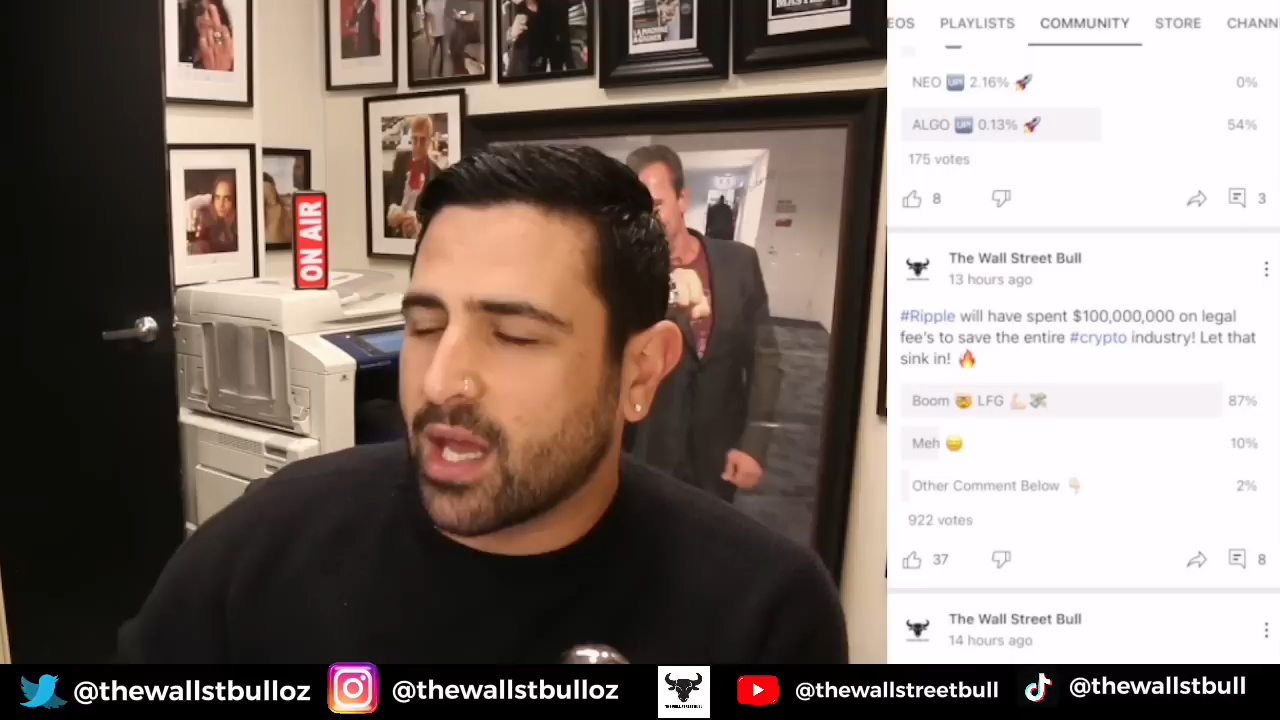 ON AIR
EOS PLAYLISTS COMMUNITY STORE CHANN
NEO UP! 2.16% 🚀 0%
ALGO UP! 0.13% 🚀 54%
175 votes
8 3
The Wall Street Bull
13 hours ago
#Ripple will have spent $100,000,000 on legal
fee's to save the entire #crypto industry! Let that
sink in! 🔥
Boom 🤯 LFG 💪🏻💸 87%
Meh 😑 10%
Other Comment Below 👇🏻 2%
922 votes
37 8
The Wall Street Bull
14 hours ago
@thewallstbulloz @thewallstbulloz @thewallstreetbull @thewallstbull